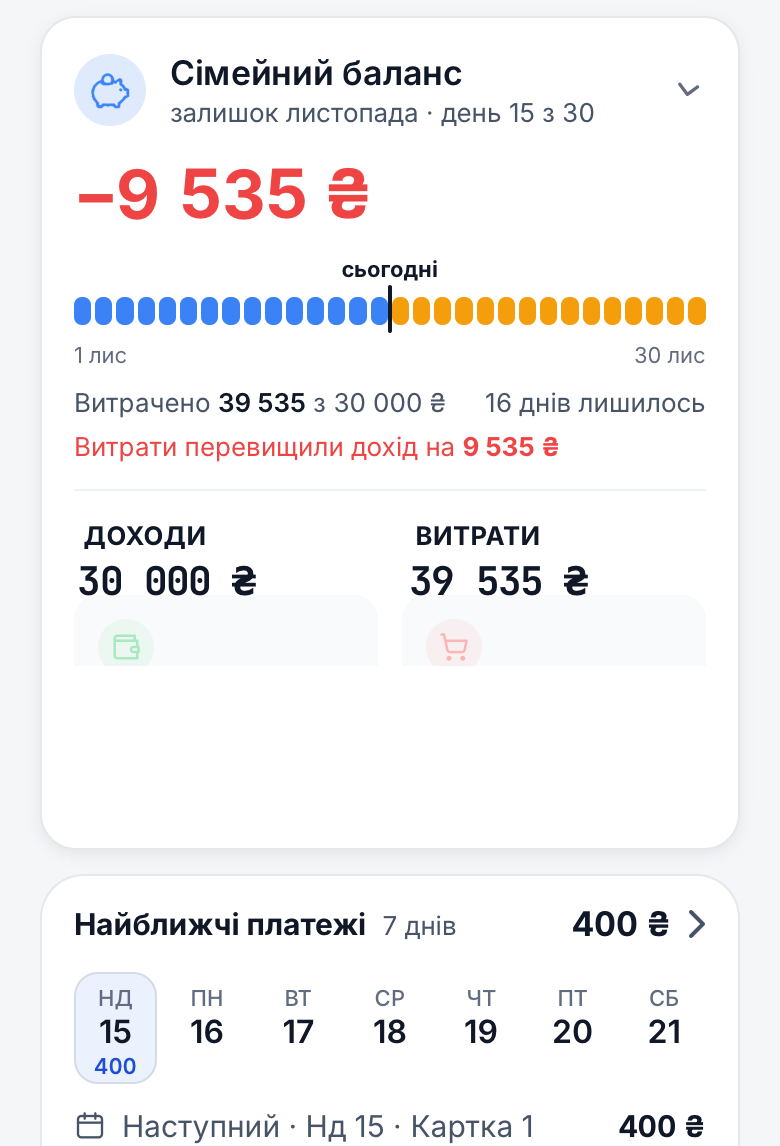 Сімейний баланс
залишок листопада · день 15 з 30
–9 535 ₴
сьогодні
1 лис 30 лис
Витрачено 39 535 з 30 000 ₴ 16 днів лишилось
Витрати перевищили дохід на 9 535 ₴
ДОХОДИ ВИТРАТИ
30 000 ₴ 39 535 ₴
Найближчі платежі 7 днів 400 ₴
НД ПН ВТ СР ЧТ ПТ СБ
15 16 17 18 19 20 21
400
Наступний · Нд 15 · Картка 1 400 ₴